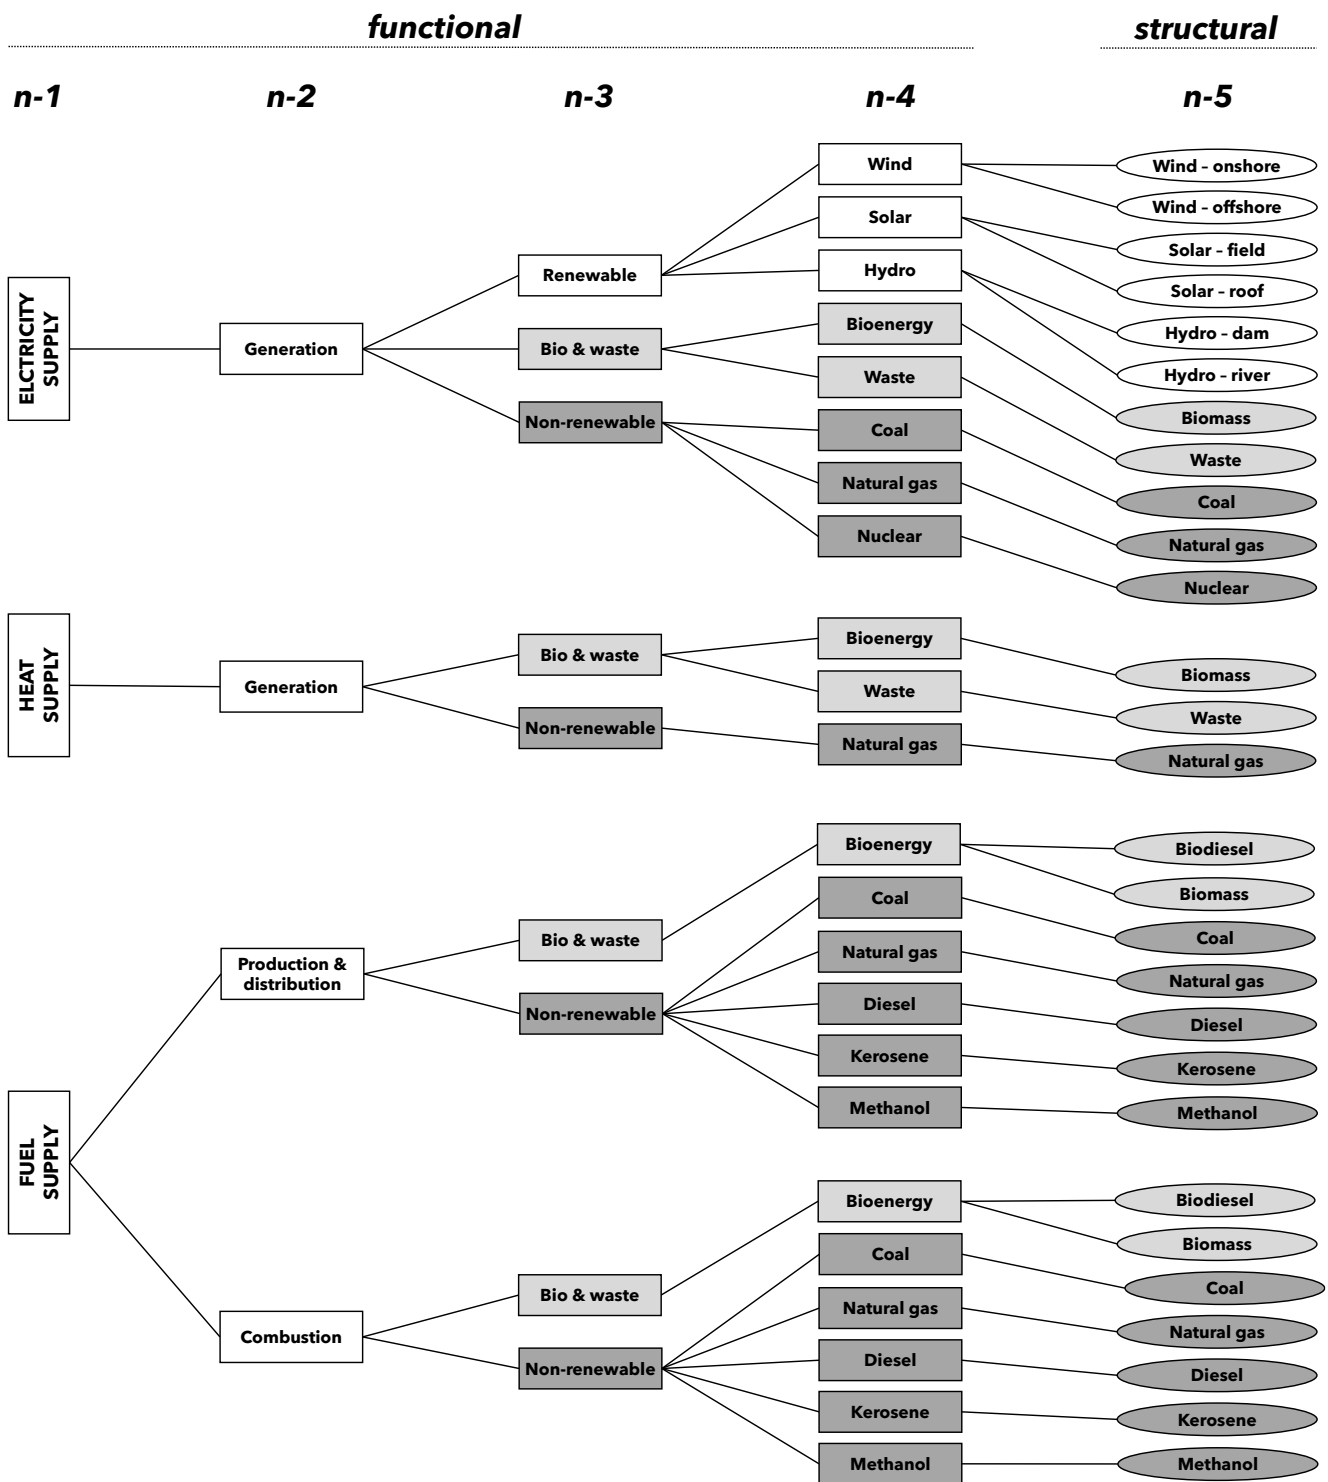 functional
structural
n-1
n-2
n-3
n-4
n-5
ELCTRICITY
SUPPLY
Generation
Renewable
Bio & waste
Non-renewable
Wind
Solar
Hydro
Bioenergy
Waste
Coal
Natural gas
Nuclear
Wind – onshore
Wind – offshore
Solar – field
Solar – roof
Hydro – dam
Hydro – river
Biomass
Waste
Coal
Natural gas
Nuclear
HEAT
SUPPLY
Generation
Bio & waste
Non-renewable
Bioenergy
Waste
Natural gas
Biomass
Waste
Natural gas
FUEL
SUPPLY
Production &
distribution
Bio & waste
Non-renewable
Bioenergy
Coal
Natural gas
Diesel
Kerosene
Methanol
Biodiesel
Biomass
Coal
Natural gas
Diesel
Kerosene
Methanol
Combustion
Bio & waste
Non-renewable
Bioenergy
Coal
Natural gas
Diesel
Kerosene
Methanol
Biodiesel
Biomass
Coal
Natural gas
Diesel
Kerosene
Methanol